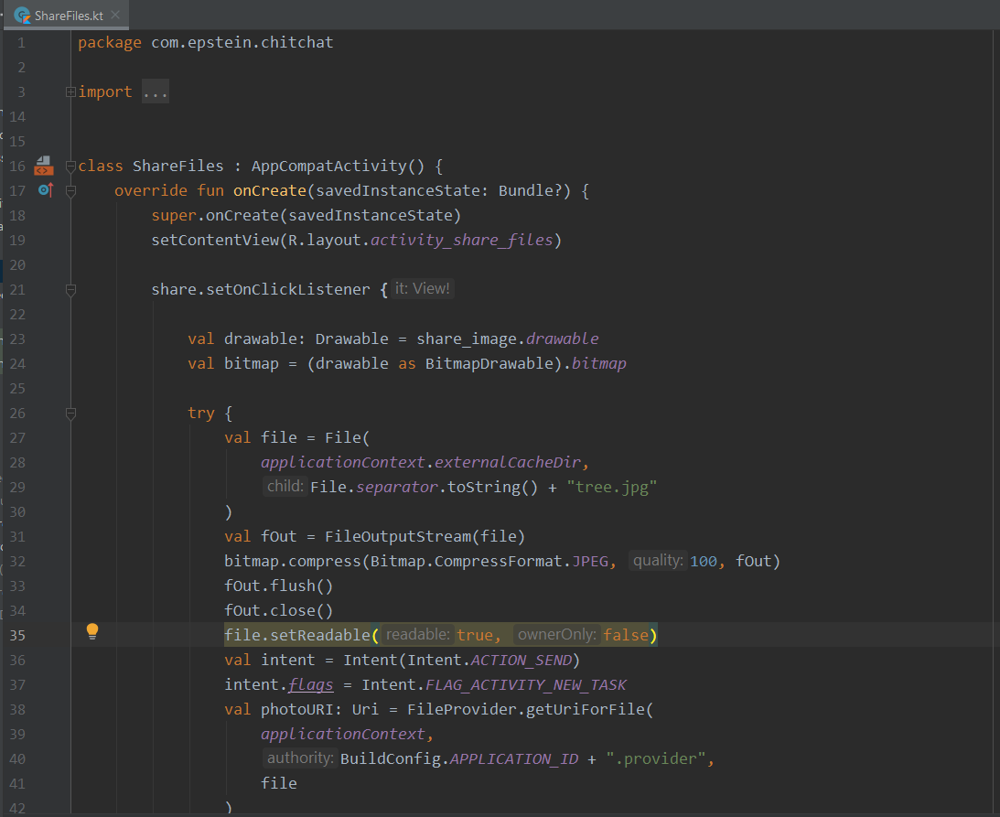 ShareFiles.kt
1 package com.epstein.chitchat
2
3 import ...
14
15
16 class ShareFiles : AppCompatActivity() {
17 override fun onCreate(savedInstanceState: Bundle?) {
18 super.onCreate(savedInstanceState)
19 setContentView(R.layout.activity_share_files)
20
21 share.setOnClickListener { it: View!
22
23 val drawable: Drawable = share_image.drawable
24 val bitmap = (drawable as BitmapDrawable).bitmap
25
26 try {
27 val file = File(
28 applicationContext.externalCacheDir,
29 child: File.separator.toString() + "tree.jpg"
30 )
31 val fOut = FileOutputStream(file)
32 bitmap.compress(Bitmap.CompressFormat.JPEG, quality: 100, fOut)
33 fOut.flush()
34 fOut.close()
35 file.setReadable( readable: true, ownerOnly: false)
36 val intent = Intent(Intent.ACTION_SEND)
37 intent.flags = Intent.FLAG_ACTIVITY_NEW_TASK
38 val photoURI: Uri = FileProvider.getUriForFile(
39 applicationContext,
40 authority: BuildConfig.APPLICATION_ID + ".provider",
41 file
42 )